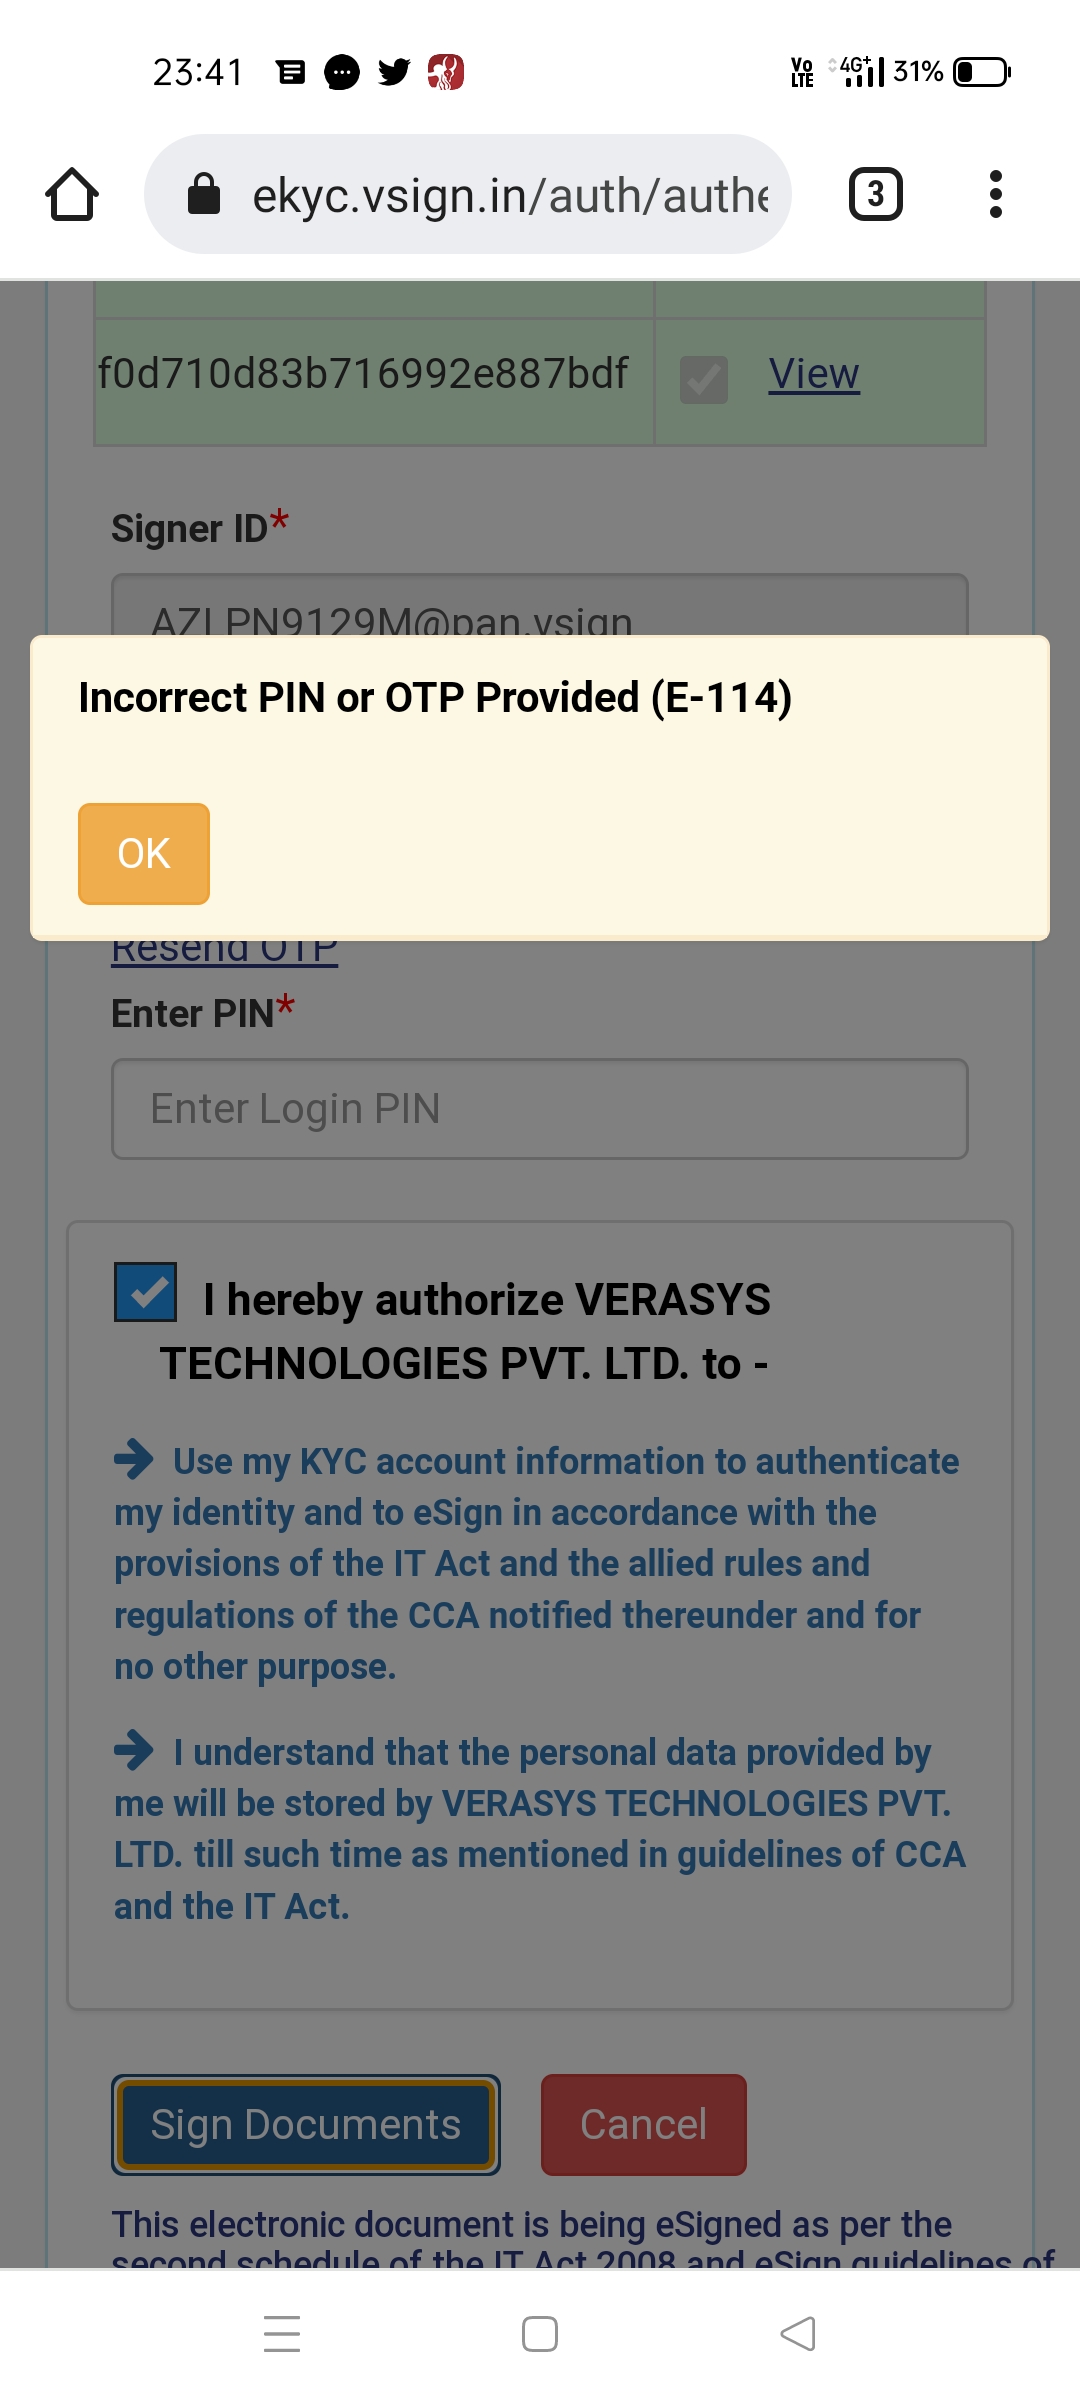 23:41
Vo LTE 4G+ 31%
ekyc.vsign.in/auth/authe
3
f0d710d83b716992e887bdf View
Signer ID*
AZLPN9129M@pan.vsign
Incorrect PIN or OTP Provided (E-114)
OK
Resend OTP
Enter PIN*
Enter Login PIN
I hereby authorize VERASYS
TECHNOLOGIES PVT. LTD. to -
Use my KYC account information to authenticate
my identity and to eSign in accordance with the
provisions of the IT Act and the allied rules and
regulations of the CCA notified thereunder and for
no other purpose.
I understand that the personal data provided by
me will be stored by VERASYS TECHNOLOGIES PVT.
LTD. till such time as mentioned in guidelines of CCA
and the IT Act.
Sign Documents Cancel
This electronic document is being eSigned as per the
second schedule of the IT Act 2008 and eSign guidelines of